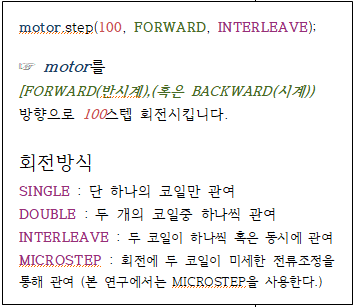 motor.step(100, FORWARD, INTERLEAVE);
☞ motor를
[FORWARD(반시계),(혹은 BACKWARD(시계))
방향으로 100스텝 회전시킵니다.
회전방식
SINGLE : 단 하나의 코일만 관여
DOUBLE : 두 개의 코일중 하나씩 관여
INTERLEAVE : 두 코일이 하나씩 혹은 동시에 관여
MICROSTEP : 회전에 두 코일이 미세한 전류조정을
통해 관여 (본 연구에서는 MICROSTEP을 사용한다.)